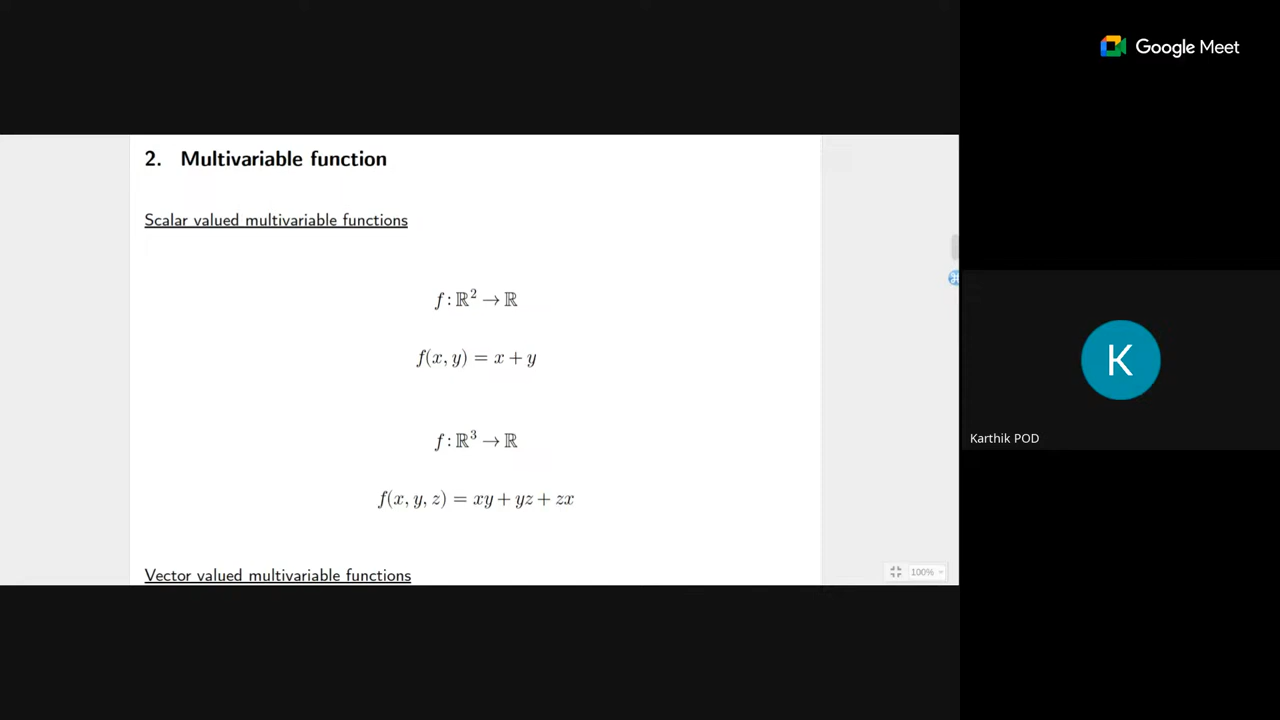 Google Meet
2. Multivariable function
Scalar valued multivariable functions
f : ℝ² → ℝ
f(x, y) = x + y
f : ℝ³ → ℝ
f(x, y, z) = xy + yz + zx
Vector valued multivariable functions
100%
K
Karthik POD